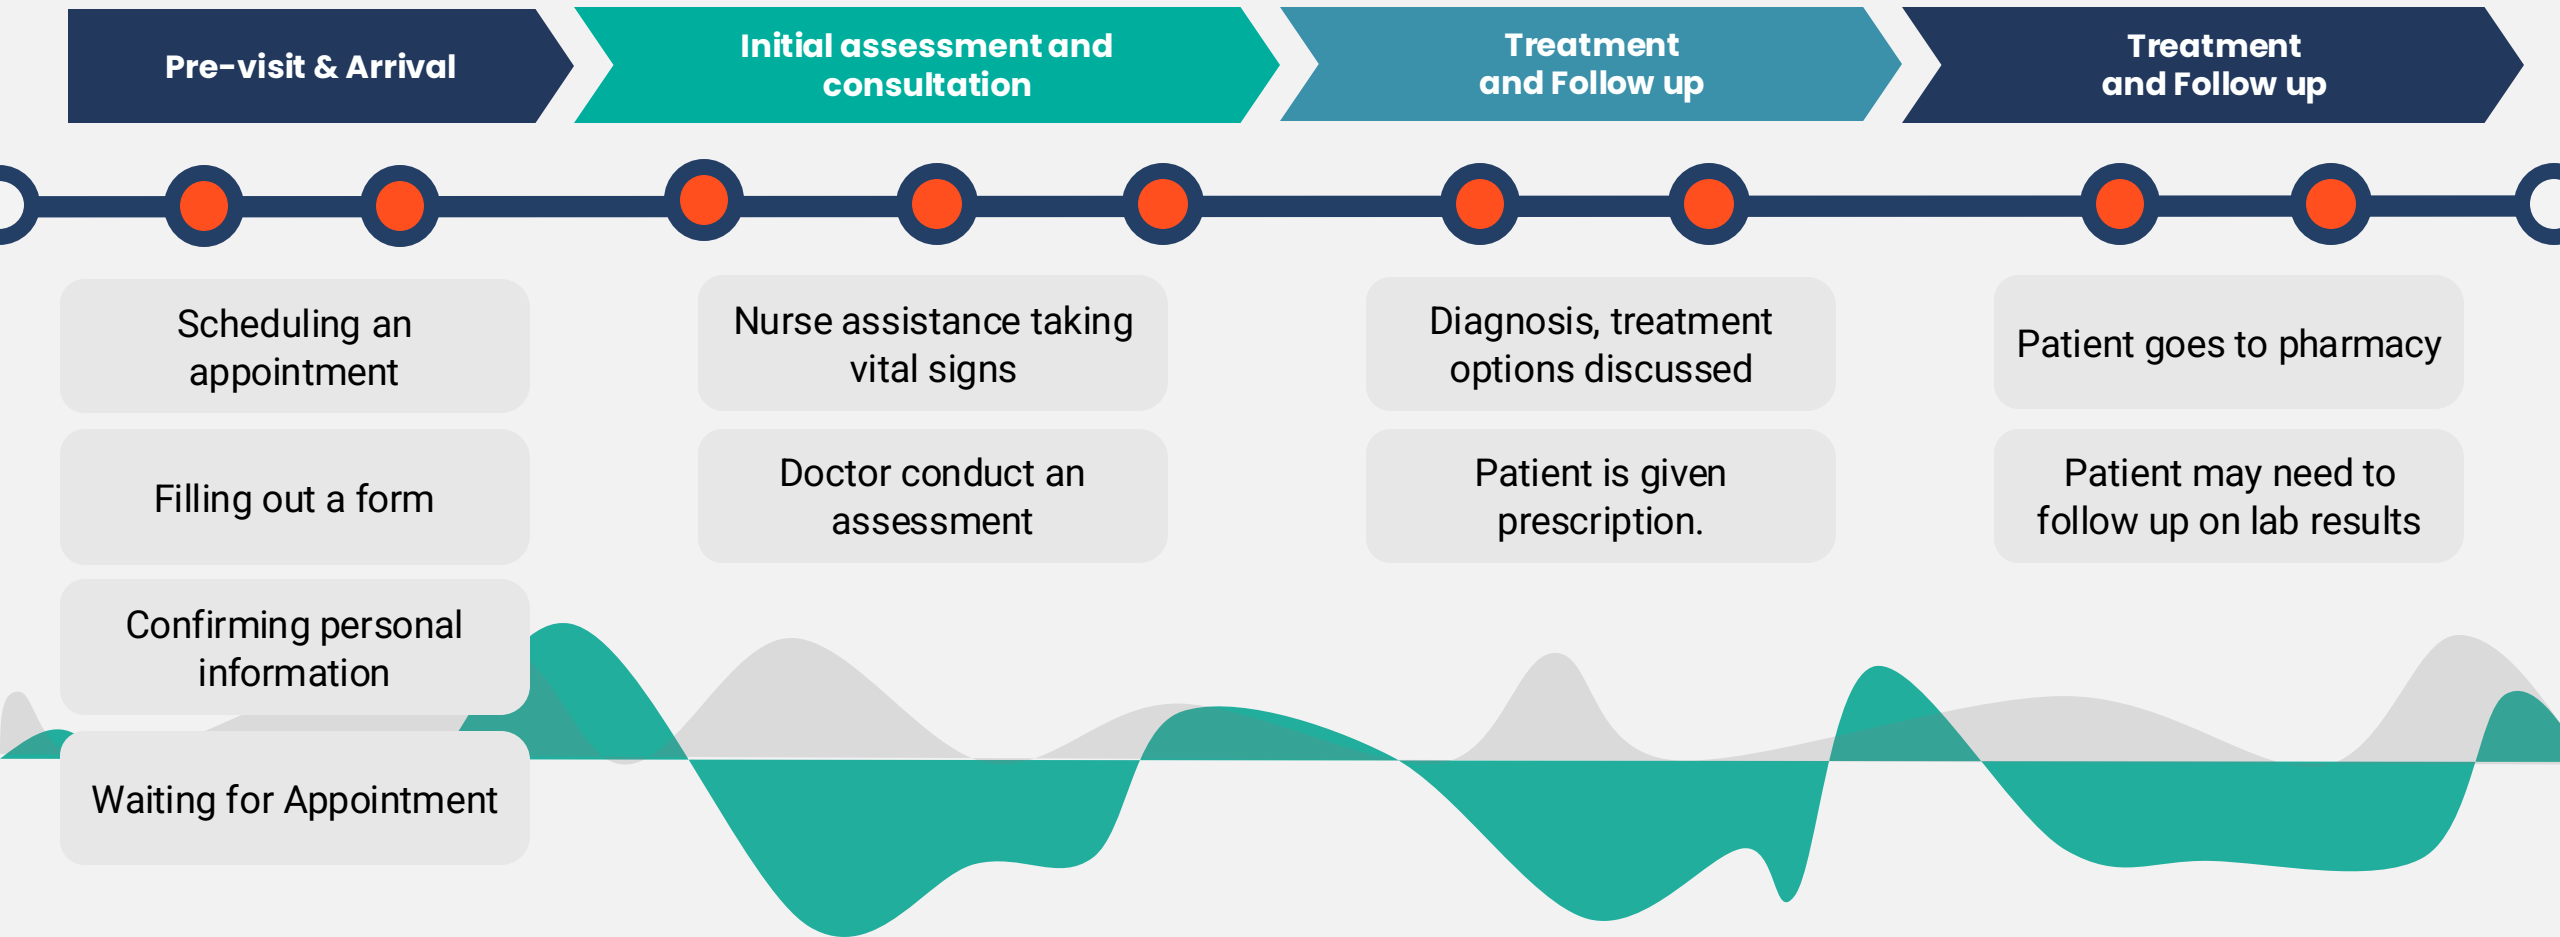 Pre-visit & Arrival
Initial assessment and
consultation
Treatment
and Follow up
Treatment
and Follow up
Scheduling an
appointment
Filling out a form
Confirming personal
information
Waiting for Appointment
Nurse assistance taking
vital signs
Doctor conduct an
assessment
Diagnosis, treatment
options discussed
Patient is given
prescription.
Patient goes to pharmacy
Patient may need to
follow up on lab results